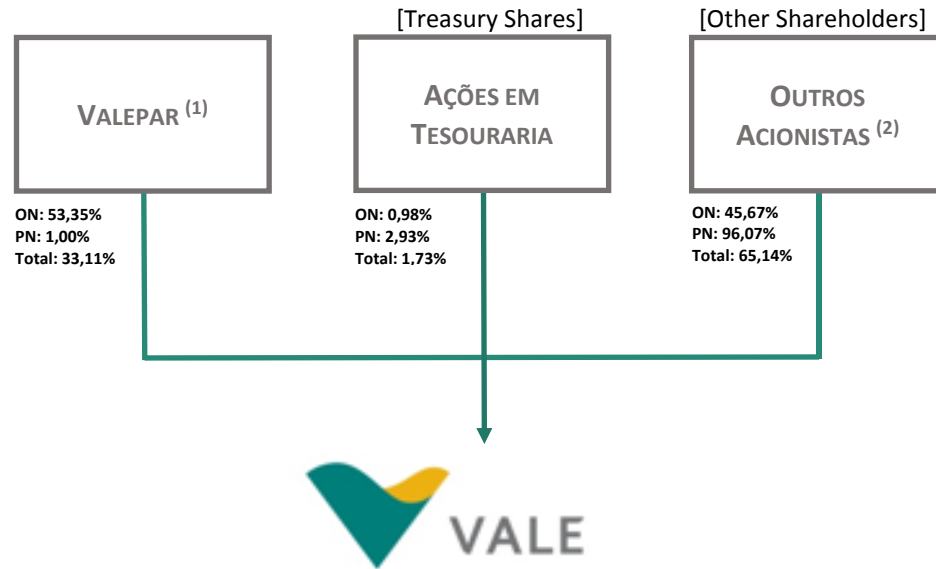 [Treasury Shares]
[Other Shareholders]
VALEPAR (1)
AÇÕES EM
TESOURARIA
OUTROS
ACIONISTAS (2)
ON: 53,35%
PN: 1,00%
Total: 33,11%
ON: 0,98%
PN: 2,93%
Total: 1,73%
ON: 45,67%
PN: 96,07%
Total: 65,14%
VALE